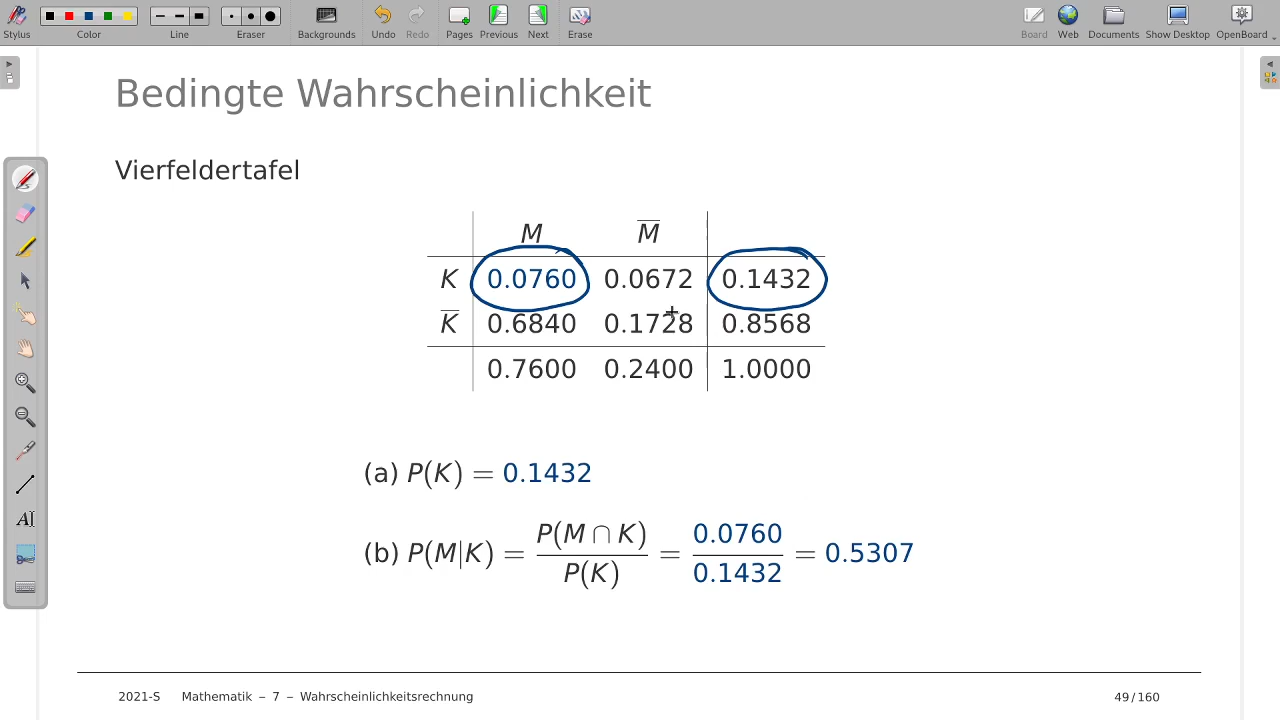 Stylus Color Line Eraser Backgrounds Undo Redo Pages Previous Next Erase Board Web Documents Show Desktop OpenBoard
Bedingte Wahrscheinlichkeit
Vierfeldertafel
M M̅
K 0.0760 0.0672 0.1432
K̅ 0.6840 0.1728 0.8568
0.7600 0.2400 1.0000
(a) P(K) = 0.1432
(b) P(M|K) = P(M ∩ K) / P(K) = 0.0760 / 0.1432 = 0.5307
2021-S Mathematik – 7 – Wahrscheinlichkeitsrechnung 49/160